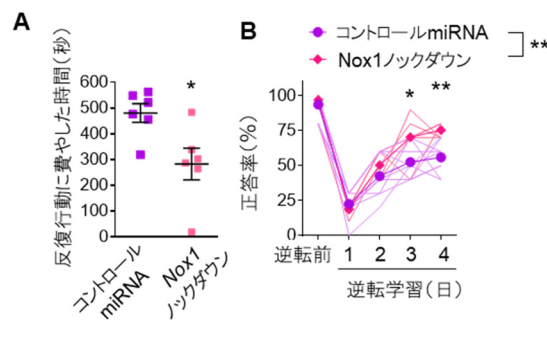 A
反復行動に費やした時間(秒)
600
500
400
300
200
100
0
*
コントロール
miRNA
Nox1
ノックダウン
B
コントロールmiRNA
Nox1ノックダウン
**
正答率(%)
100
75
50
25
0
*
**
逆転前
1 2 3 4
逆転学習(日)